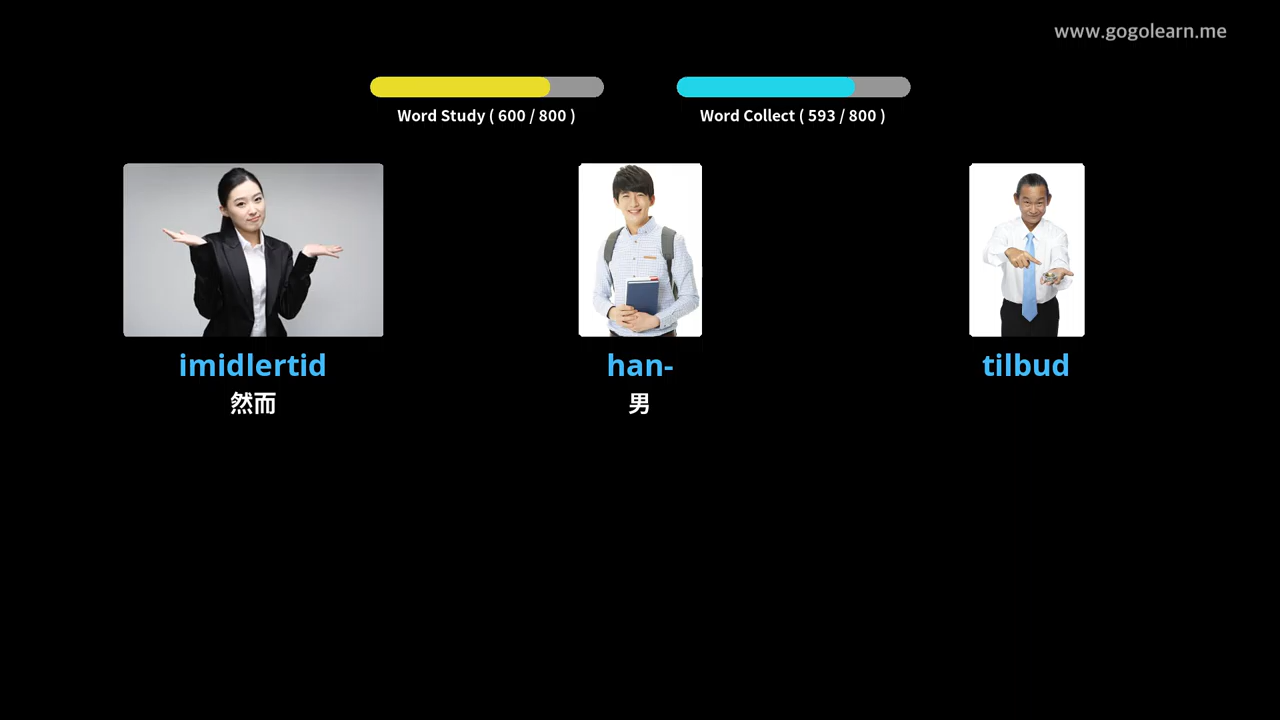 www.gogolearn.me
Word Study ( 600 / 800 )
Word Collect ( 593 / 800 )
imidlertid
han-
tilbud
然而
男